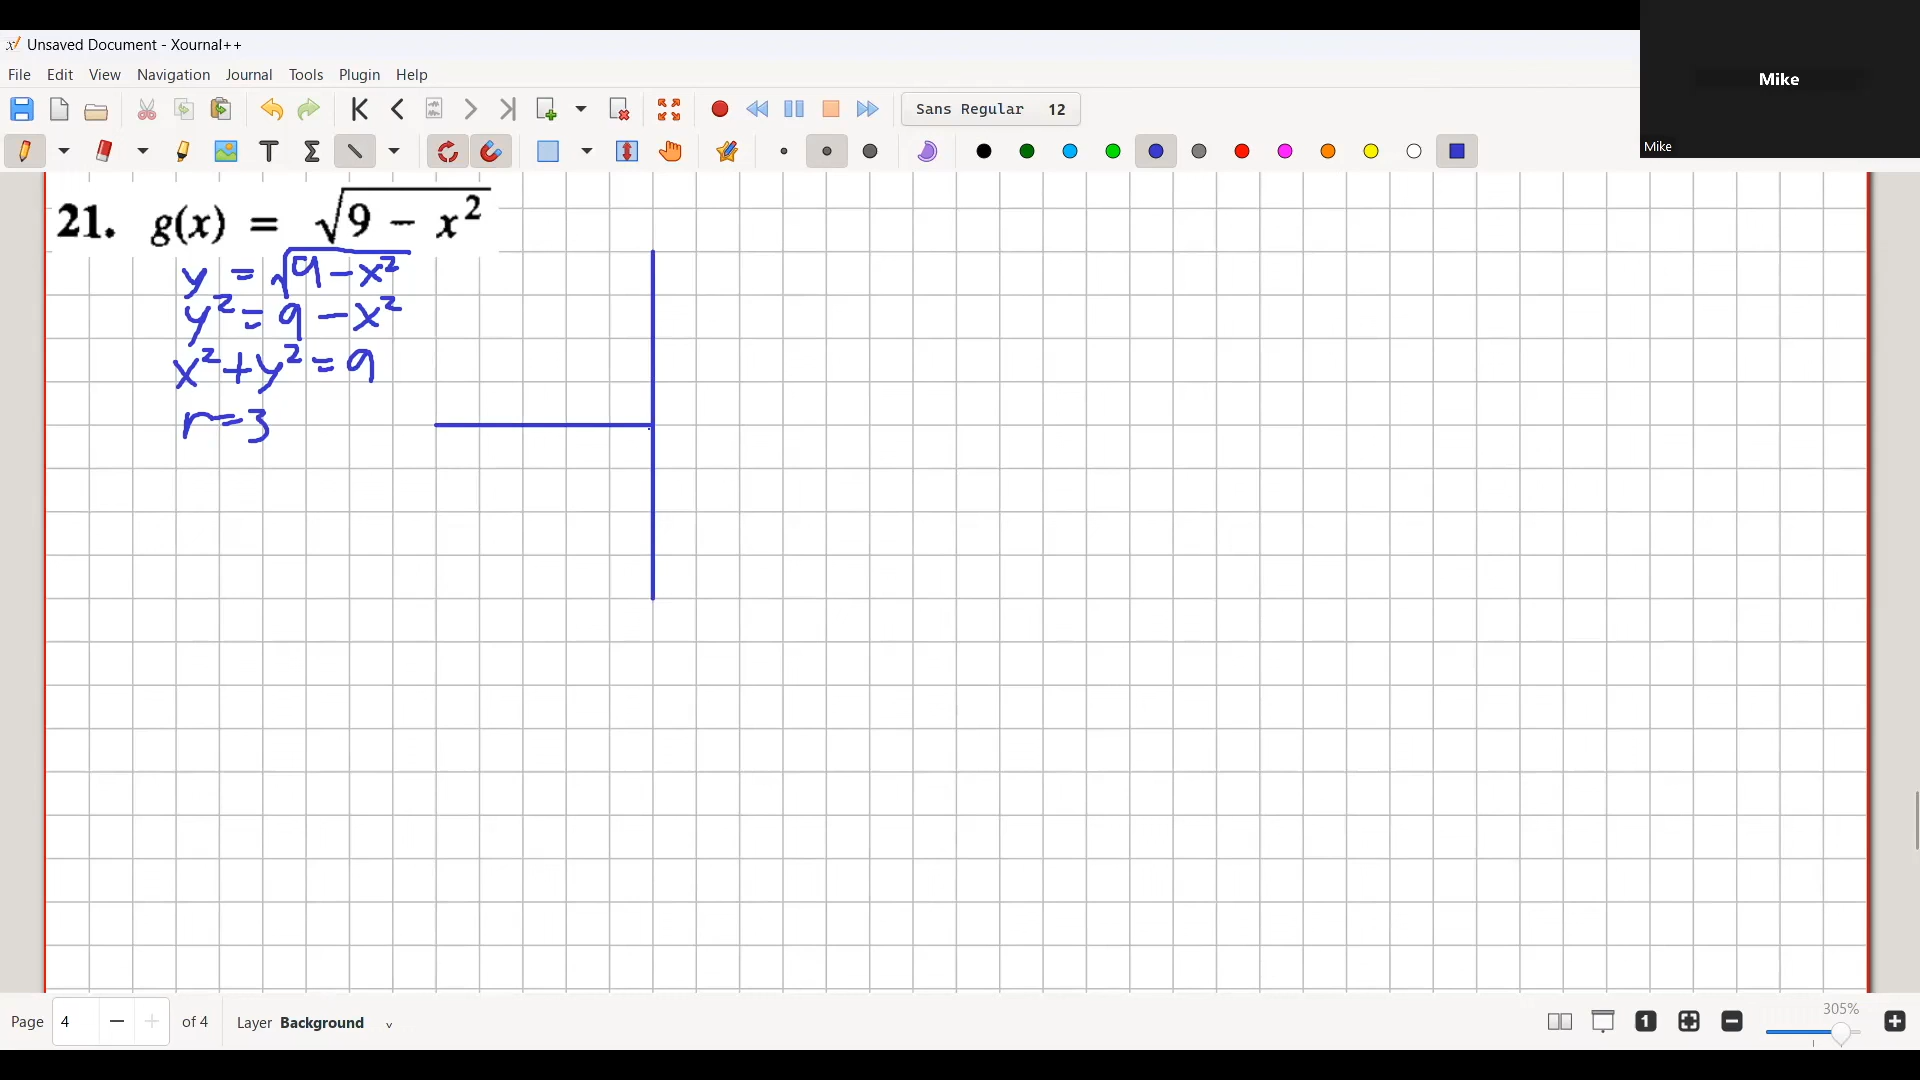 Unsaved Document - Xournal++
File Edit View Navigation Journal Tools Plugin Help
Sans Regular 12
Mike
Mike
21. g(x) = √9 − x²
y = √9 − x²
y² = 9 − x²
x² + y² = 9
r = 3
Page 4 of 4 Layer Background
305%
1